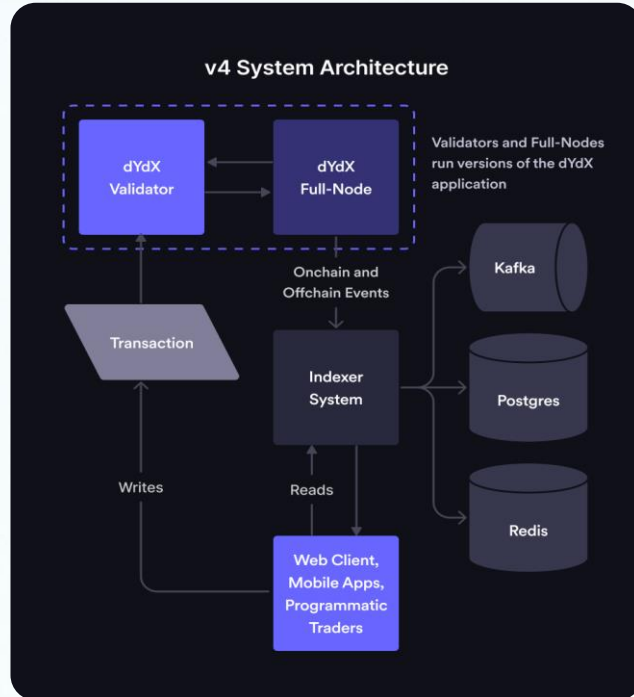 v4 System Architecture
dYdX
Validator
dYdX
Full-Node
Validators and Full-Nodes
run versions of the dYdX
application
Onchain and
Offchain Events
Kafka
Transaction
Indexer
System
Postgres
Writes
Reads
Redis
Web Client,
Mobile Apps,
Programmatic
Traders